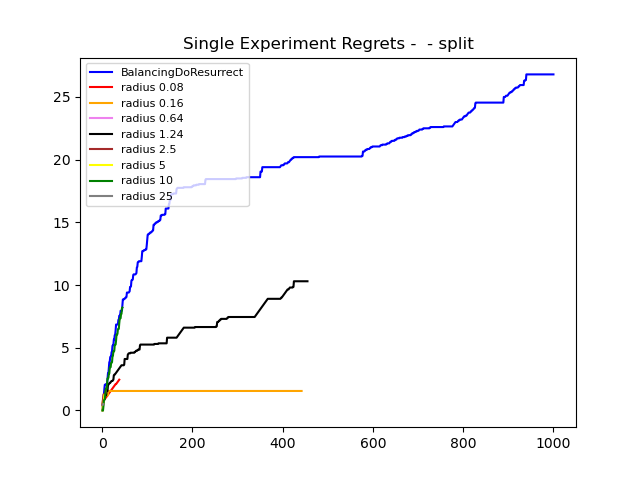 Single Experiment Regrets -  - split
BalancingDoResurrect
radius 0.08
radius 0.16
radius 0.64
radius 1.24
radius 2.5
radius 5
radius 10
radius 25
25
20
15
10
5
0
0 200 400 600 800 1000